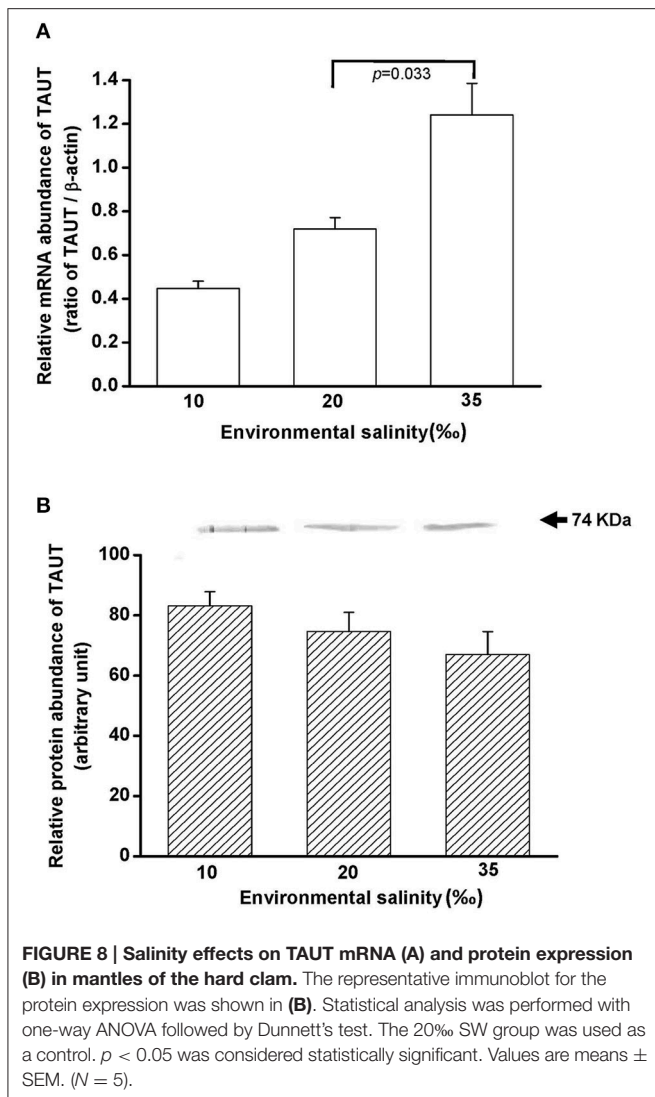 A
Relative mRNA abundance of TAUT
(ratio of TAUT / β-actin)
1.4
1.2
1.0
0.8
0.6
0.4
0.2
0.0
p=0.033
10 20 35
Environmental salinity(‰)
B
74 KDa
Relative protein abundance of TAUT
(arbitrary unit)
100
80
60
40
20
0
10 20 35
Environmental salinity(‰)
FIGURE 8 | Salinity effects on TAUT mRNA (A) and protein expression
(B) in mantles of the hard clam. The representative immunoblot for the
protein expression was shown in (B). Statistical analysis was performed with
one-way ANOVA followed by Dunnett's test. The 20‰ SW group was used as
a control. p < 0.05 was considered statistically significant. Values are means ±
SEM. (N = 5).